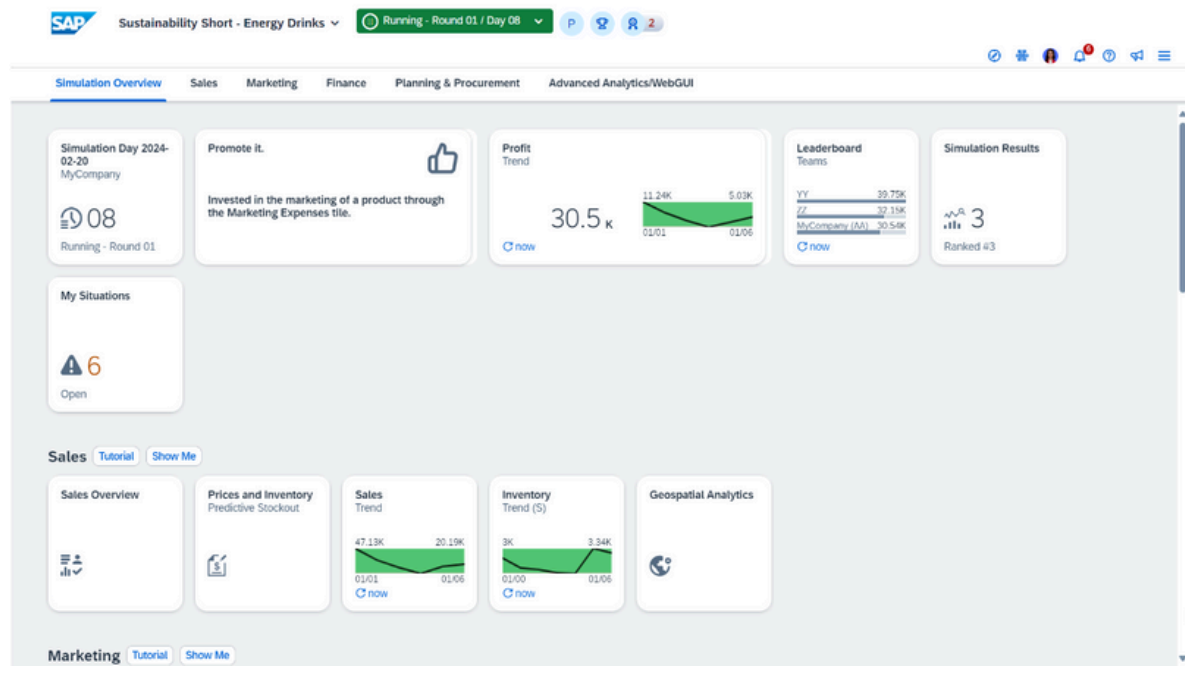 SAP
Sustainability Short - Energy Drinks
Running - Round 01 / Day 08
P
2
6
Simulation Overview
Sales
Marketing
Finance
Planning & Procurement
Advanced Analytics/WebGUI
Simulation Day 2024-
02-20
MyCompany
08
Running - Round 01
Promote it.
Invested in the marketing of a product through
the Marketing Expenses tile.
Profit
Trend
30.5 K
11.24K
5.03K
01/01
01/06
now
Leaderboard
Teams
YY 39.75K
ZZ 32.15K
MyCompany (AA) 30.54K
now
Simulation Results
3
Ranked #3
My Situations
6
Open
Sales
Tutorial
Show Me
Sales Overview
Prices and Inventory
Predictive Stockout
$
Sales
Trend
47.13K
20.19K
01/01
01/06
now
Inventory
Trend (S)
3K
3.34K
01/00
01/06
now
Geospatial Analytics
Marketing
Tutorial
Show Me